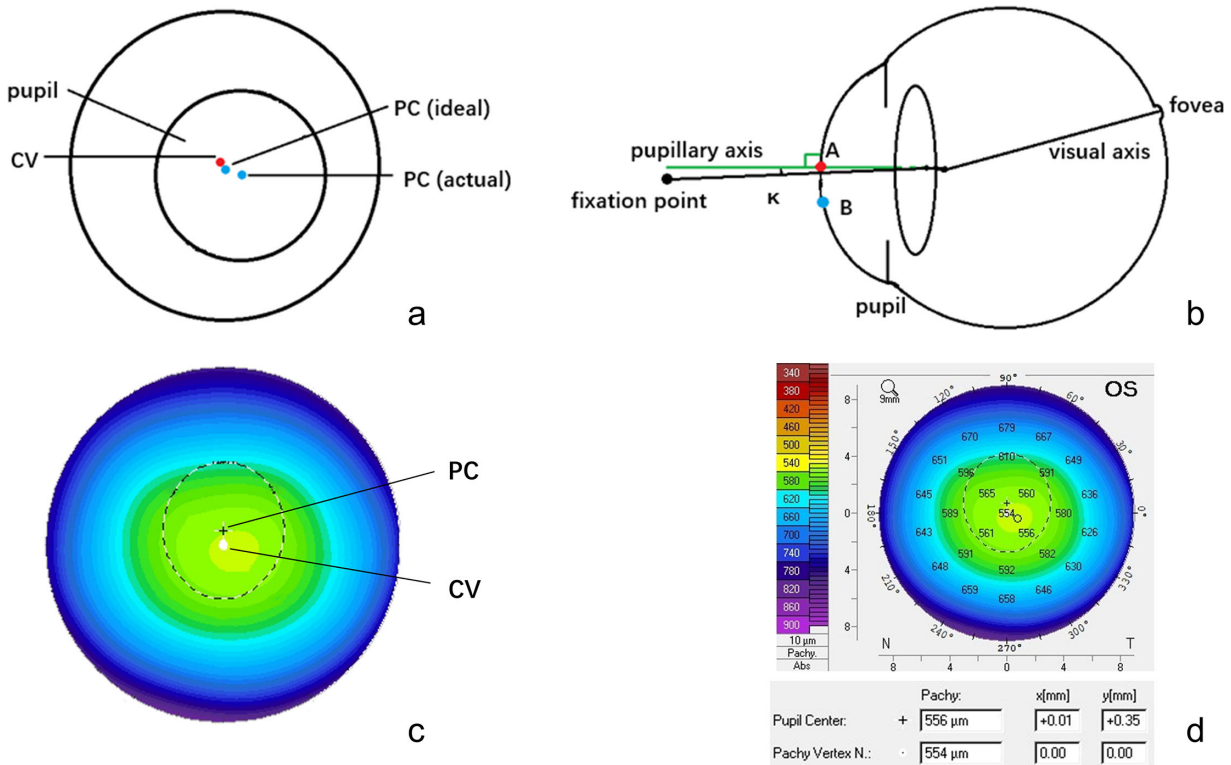 pupil
PC (ideal)
CV
PC (actual)
a
pupillary axis
A
fovea
visual axis
fixation point
K
B
pupil
b
PC
CV
c
340
380
420
460
500
540
580
620
660
700
740
780
820
860
900
10 µm
Pachy.
Abs
9mm
OS
8
4
0
4
8
90°
120°
60°
150°
30°
180°
0°
210°
330°
240°
300°
270°
679
670
667
651
610
649
596
591
645
565
560
636
589
554
580
643
561
556
626
591
582
648
592
630
659
646
658
N
T
8
4
0
4
8
Pachy:
x[mm]
y[mm]
Pupil Center:
+
556 µm
+0.01
+0.35
Pachy Vertex N.:
554 µm
0.00
0.00
d